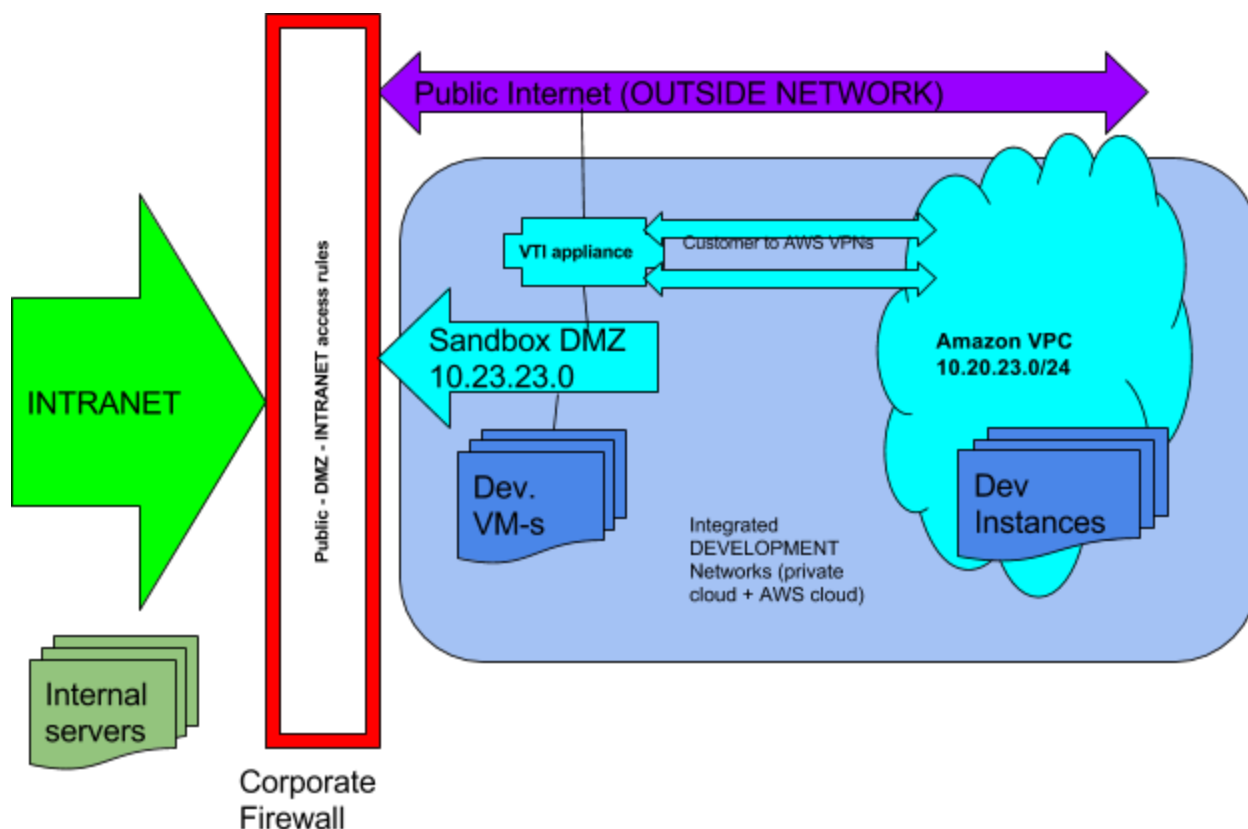 Public Internet (OUTSIDE NETWORK)
Public - DMZ - INTRANET access rules
VTI appliance
Customer to AWS VPNs
Sandbox DMZ
10.23.23.0
Amazon VPC
10.20.23.0/24
INTRANET
Dev.
VM-s
Dev
Instances
Integrated
DEVELOPMENT
Networks (private
cloud + AWS cloud)
Internal
servers
Corporate
Firewall